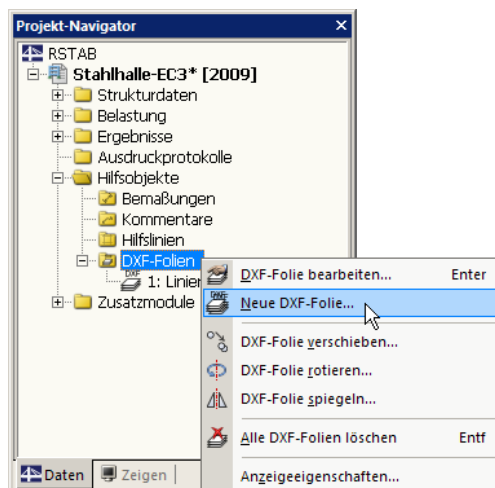 Projekt-Navigator ×
RSTAB
Stahlhalle-EC3* [2009]
Strukturdaten
Belastung
Ergebnisse
Ausdruckprotokolle
Hilfsobjekte
Bemaßungen
Kommentare
Hilfslinien
DXF-Folien
DXF-Folie bearbeiten... Enter
DXF 1: Linier
Zusatzmodule
Neue DXF-Folie...
DXF-Folie verschieben...
DXF-Folie rotieren...
DXF-Folie spiegeln...
Alle DXF-Folien löschen Entf
Daten Zeigen
Anzeigeeigenschaften...